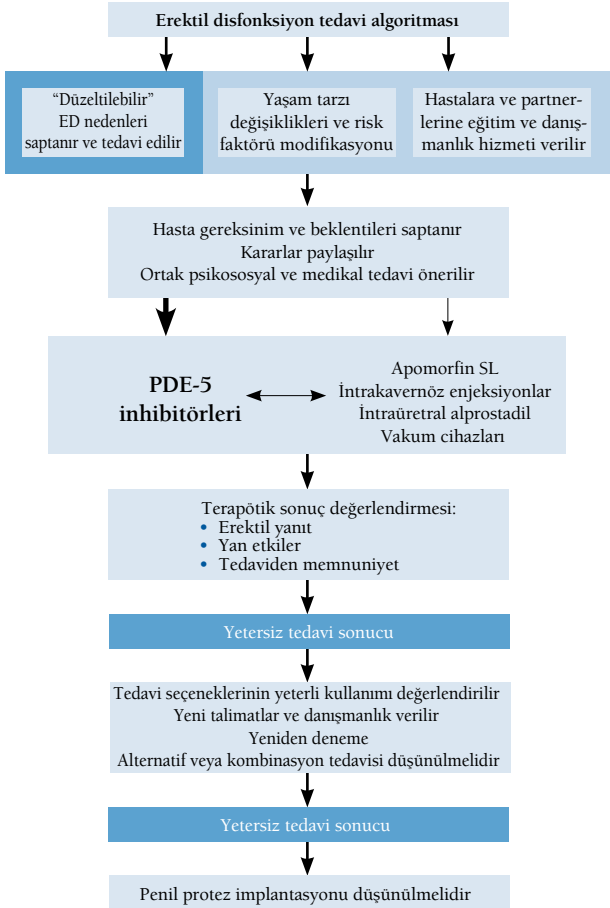 Erektil disfonksiyon tedavi algoritması
“Düzeltilebilir”
ED nedenleri
saptanır ve tedavi edilir
Yaşam tarzı
değişiklikleri ve risk
faktörü modifikasyonu
Hastalara ve partner-
lerine eğitim ve danış-
manlık hizmeti verilir
Hasta gereksinim ve beklentileri saptanır
Kararlar paylaşılır
Ortak psikososyal ve medikal tedavi önerilir
PDE-5
inhibitörleri
Apomorfin SL
İntrakavernöz enjeksiyonlar
İntraüretral alprostadil
Vakum cihazları
Terapötik sonuç değerlendirmesi:
• Erektil yanıt
• Yan etkiler
• Tedaviden memnuniyet
Yetersiz tedavi sonucu
Tedavi seçeneklerinin yeterli kullanımı değerlendirilir
Yeni talimatlar ve danışmanlık verilir
Yeniden deneme
Alternatif veya kombinasyon tedavisi düşünülmelidir
Yetersiz tedavi sonucu
Penil protez implantasyonu düşünülmelidir